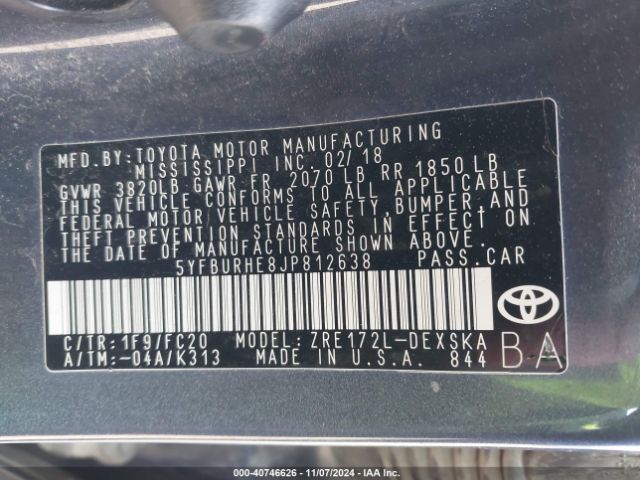 MFD.BY: TOYOTA MOTOR MANUFACTURING
MISSISSIPPI INC. 02/18
GVWR 3820LB GAWR FR 2070 LB RR 1850 LB
THIS VEHICLE CONFORMS TO ALL APPLICABLE
FEDERAL MOTOR VEHICLE SAFETY, BUMPER, AND
THEFT PREVENTION STANDARDS IN EFFECT ON
THE DATE OF MANUFACTURE SHOWN ABOVE.
5YFBURHE8JP812638 PASS.CAR
C/TR: 1F9/FC20 MODEL: ZRE172L-DEXSKA
A/TM: -04A/K313 MADE IN U.S.A. 844
BA
000-40746626 - 11/07/2024 - IAA Inc.